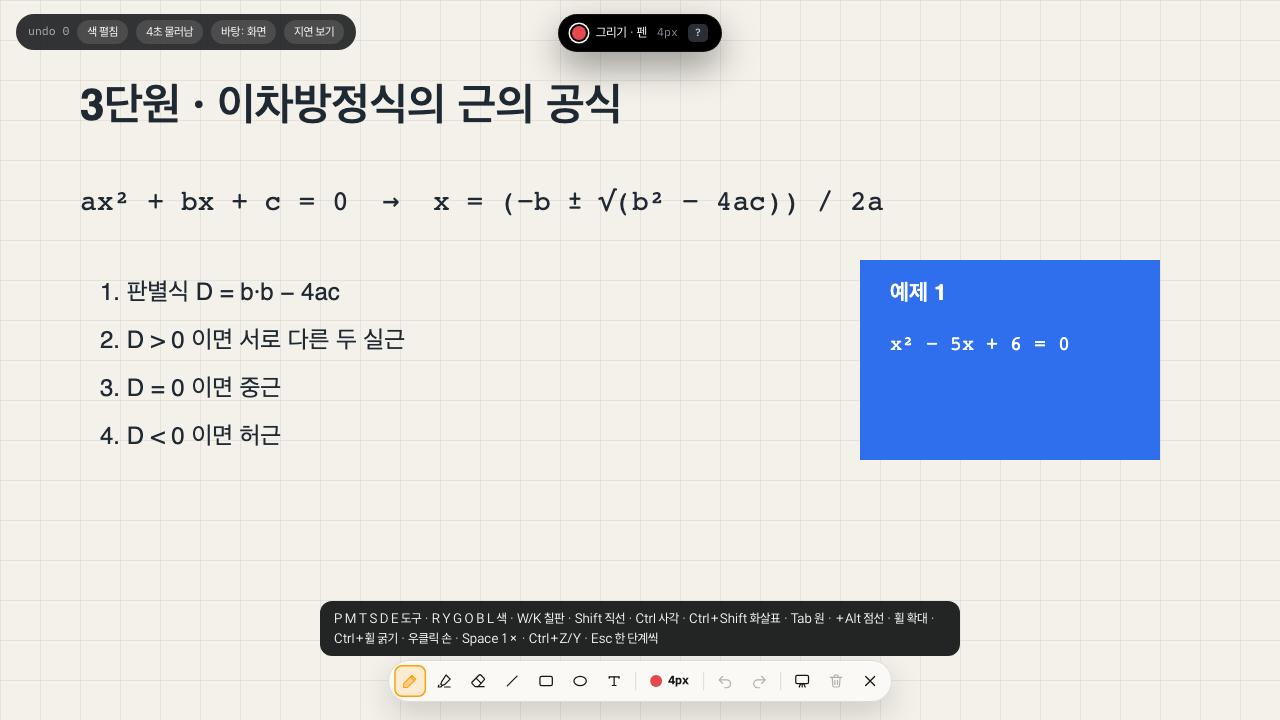 undo 0 색 펼침 4초 물러남 바탕: 화면 지연 보기
그리기 · 펜 4px ?
3단원 · 이차방정식의 근의 공식
ax² + bx + c = 0 → x = (−b ± √(b² − 4ac)) / 2a
1. 판별식 D = b·b − 4ac
2. D > 0 이면 서로 다른 두 실근
3. D = 0 이면 중근
4. D < 0 이면 허근
예제 1
x² − 5x + 6 = 0
P M T S D E 도구 · R Y G O B L 색 · W/K 칠판 · Shift 직선 · Ctrl 사각 · Ctrl+Shift 화살표 · Tab 원 · +Alt 점선 · 휠 확대 ·
Ctrl+휠 굵기 · 우클릭 손 · Space 1× · Ctrl+Z/Y · Esc 한 단계씩
4px